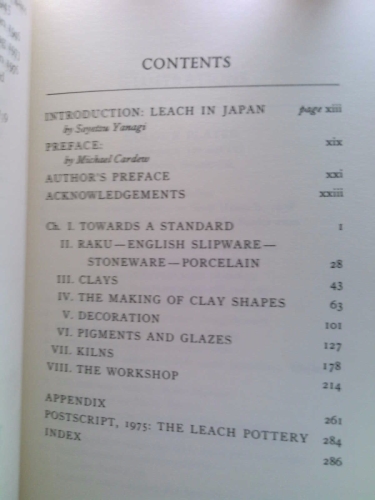 CONTENTS
INTRODUCTION: LEACH IN JAPAN page xiii
by Soyetsu Yanagi
PREFACE: xix
by Michael Cardew
AUTHOR'S PREFACE xxi
ACKNOWLEDGEMENTS xxiii
Ch. I. TOWARDS A STANDARD 1
II. RAKU—ENGLISH SLIPWARE—
STONEWARE—PORCELAIN 28
III. CLAYS 43
IV. THE MAKING OF CLAY SHAPES 63
V. DECORATION 101
VI. PIGMENTS AND GLAZES 127
VII. KILNS 178
VIII. THE WORKSHOP 214
APPENDIX 261
POSTSCRIPT, 1975: THE LEACH POTTERY 284
INDEX 286